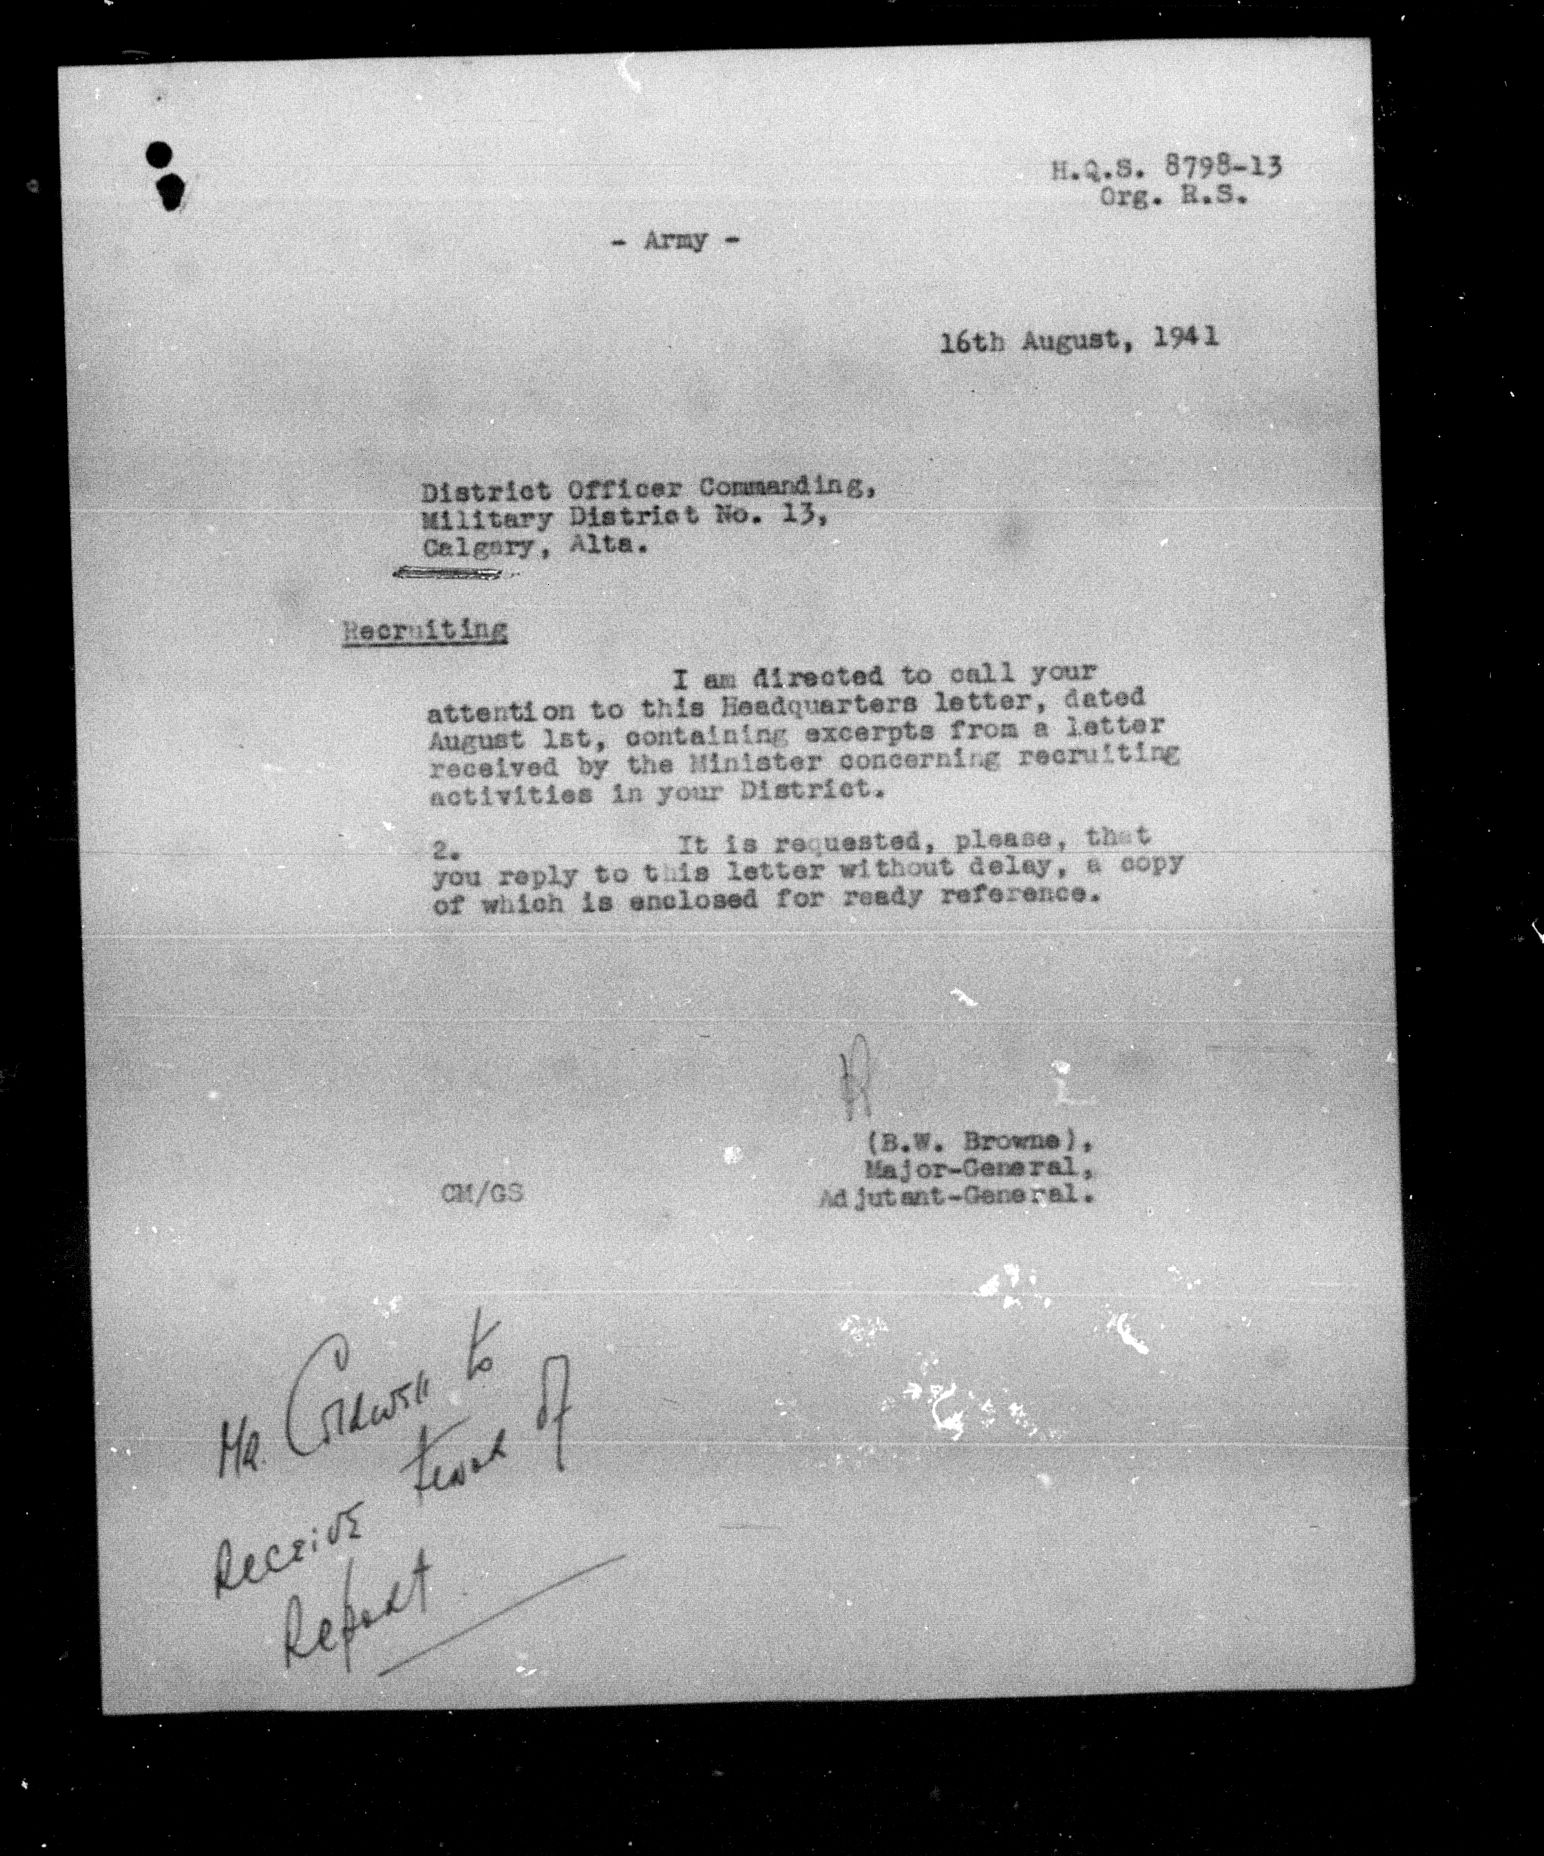 H.Q.S. 8798-13
Org. R.S.
- Army -
16th August, 1941
District Officer Commanding,
Military District No. 13,
Calgary, Alta.
Recruiting
I am directed to call your
attention to this Headquarters letter, dated
August 1st, containing excerpts from a letter
received by the Minister concerning recruiting
activities in your District.
2. It is requested, please, that
you reply to this letter without delay, a copy
of which is enclosed for ready reference.
(B.W. Browne),
Major-General,
CM/GS Adjutant-General.
Mr. Coldwell to
receive tenor of
Report